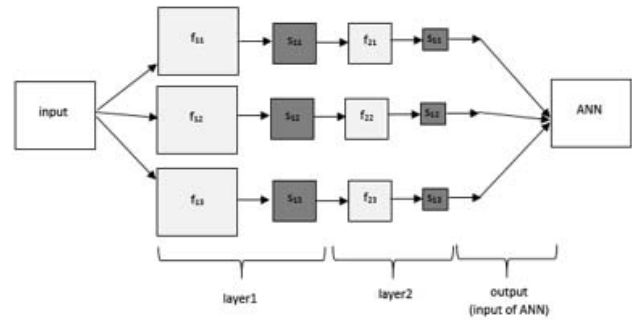 f11 s11 f21 s11
input f12 s12 f22 s12 ANN
f13 s13 f23 s13
layer1 layer2 output
(input of ANN)